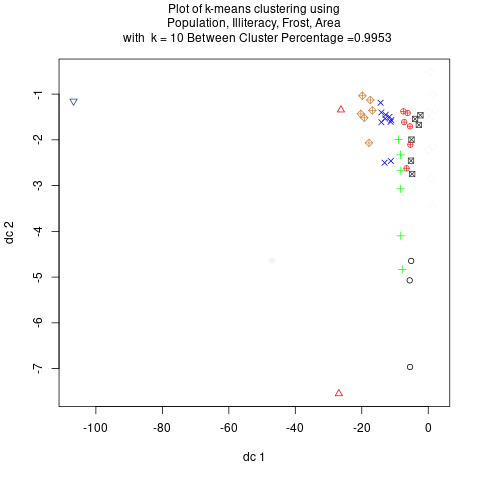 Plot of k-means clustering using
Population, Illiteracy, Frost, Area
with k = 10 Between Cluster Percentage =0.9953
-1
-2
-3
-4
-5
-6
-7
dc 2
-100
-80
-60
-40
-20
0
dc 1